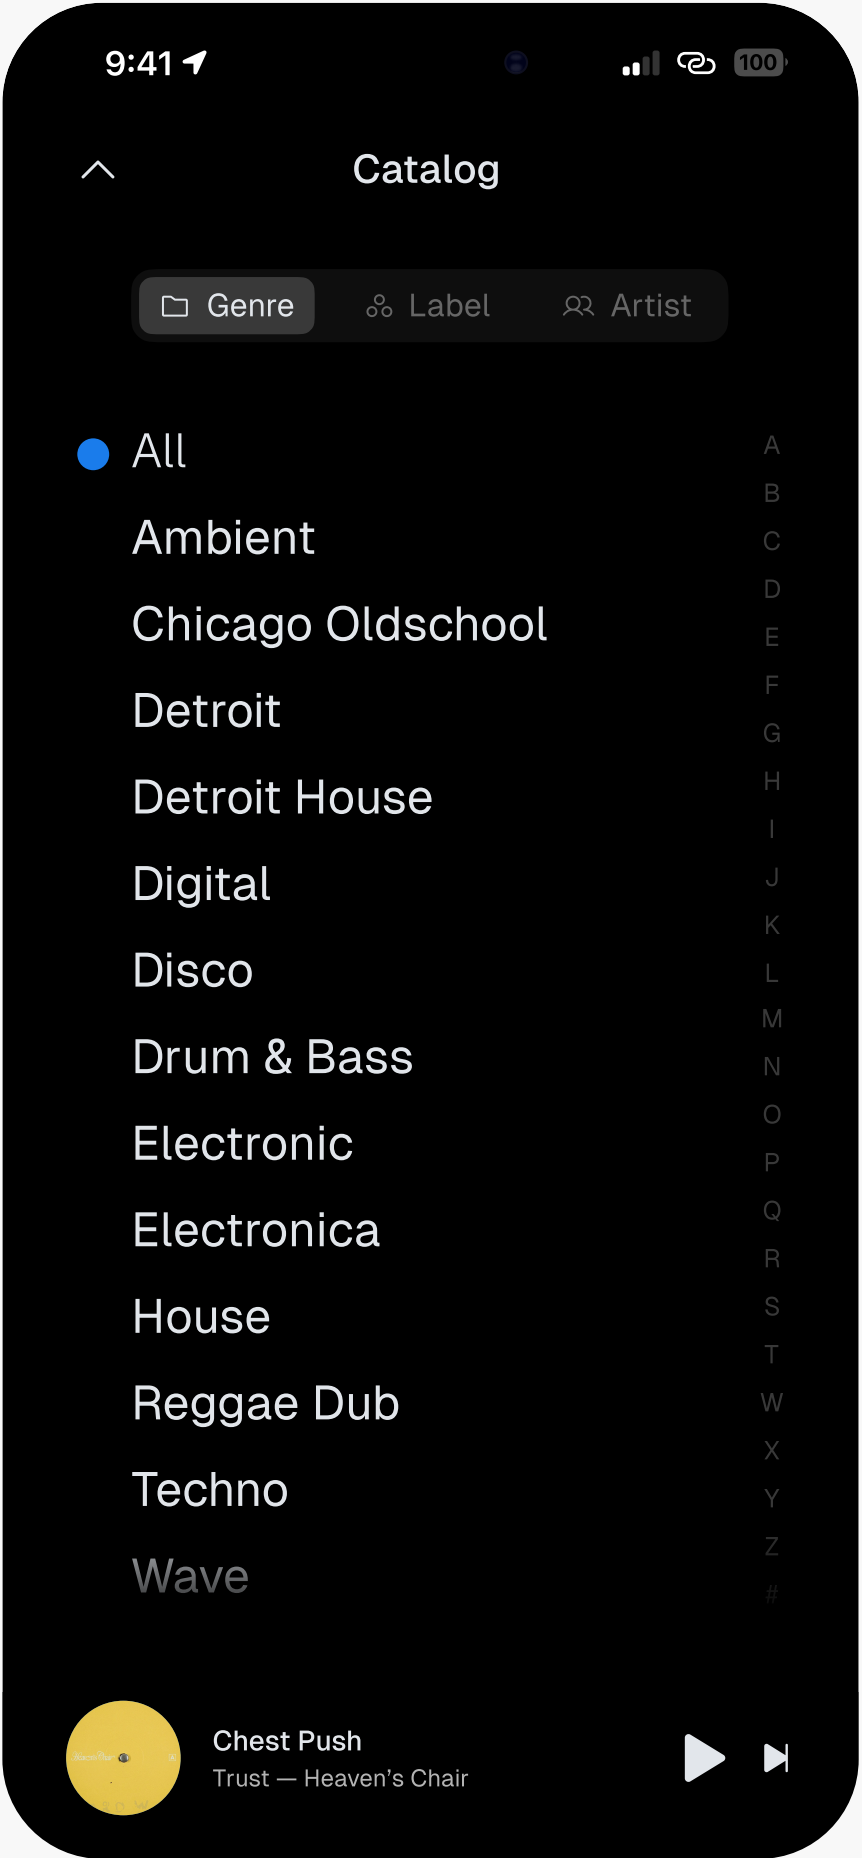 9:41
100
Catalog
Genre
Label
Artist
All
Ambient
Chicago Oldschool
Detroit
Detroit House
Digital
Disco
Drum & Bass
Electronic
Electronica
House
Reggae Dub
Techno
Wave
A
B
C
D
E
F
G
H
I
J
K
L
M
N
O
P
Q
R
S
T
W
X
Y
Z
#
Chest Push
Trust — Heaven’s Chair